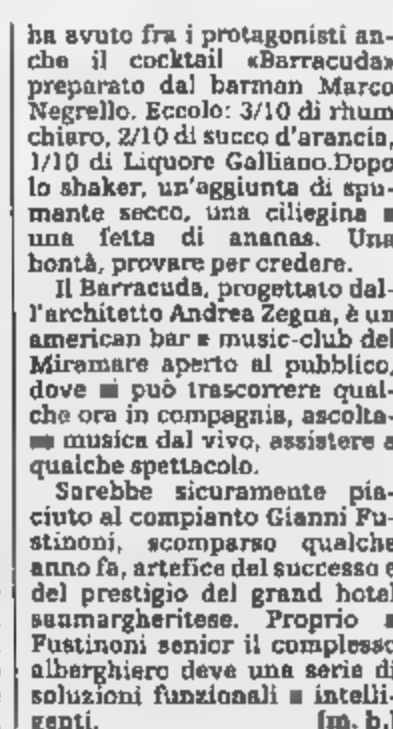 ha avuto fra i protagonisti an-
che il cocktail «Barracuda»
preparato dal barman Marco
Negrello. Eccolo: 3/10 di rhum
chiaro, 2/10 di succo d'arancia,
1/10 di Liquore Galliano.Dopo
lo shaker, un'aggiunta di spu-
mante secco, una ciliegina
una fetta di ananas. Una
bontà, provare per credere.
Il Barracuda, progettato dal-
l'architetto Andrea Zegna, è un
american bar e music-club del
Miramare aperto al pubblico,
dove si può trascorrere qual-
che ora in compagnia, ascolta-
musica dal vivo, assistere a
qualche spettacolo.
Sarebbe sicuramente pia-
ciuto al compianto Gianni Fu-
stinoni, scomparso qualche
anno fa, artefice del successo e
del prestigio del grand hotel
sanmargheritese. Proprio
Fustinoni senior il complesso
alberghiero deve una serie di
soluzioni funzionali intelli-
genti. [m. b.]